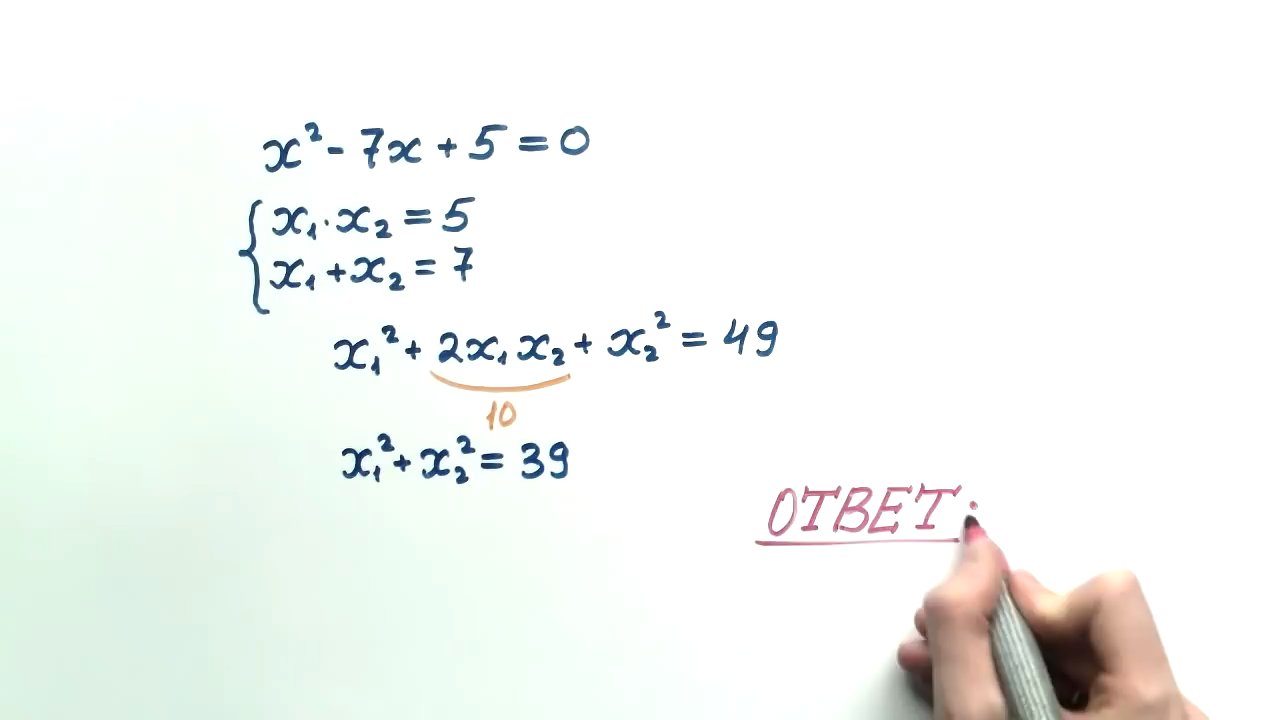 x² - 7x + 5 = 0
x₁ · x₂ = 5
x₁ + x₂ = 7
x₁² + 2x₁x₂ + x₂² = 49
10
x₁² + x₂² = 39
ОТВЕТ: